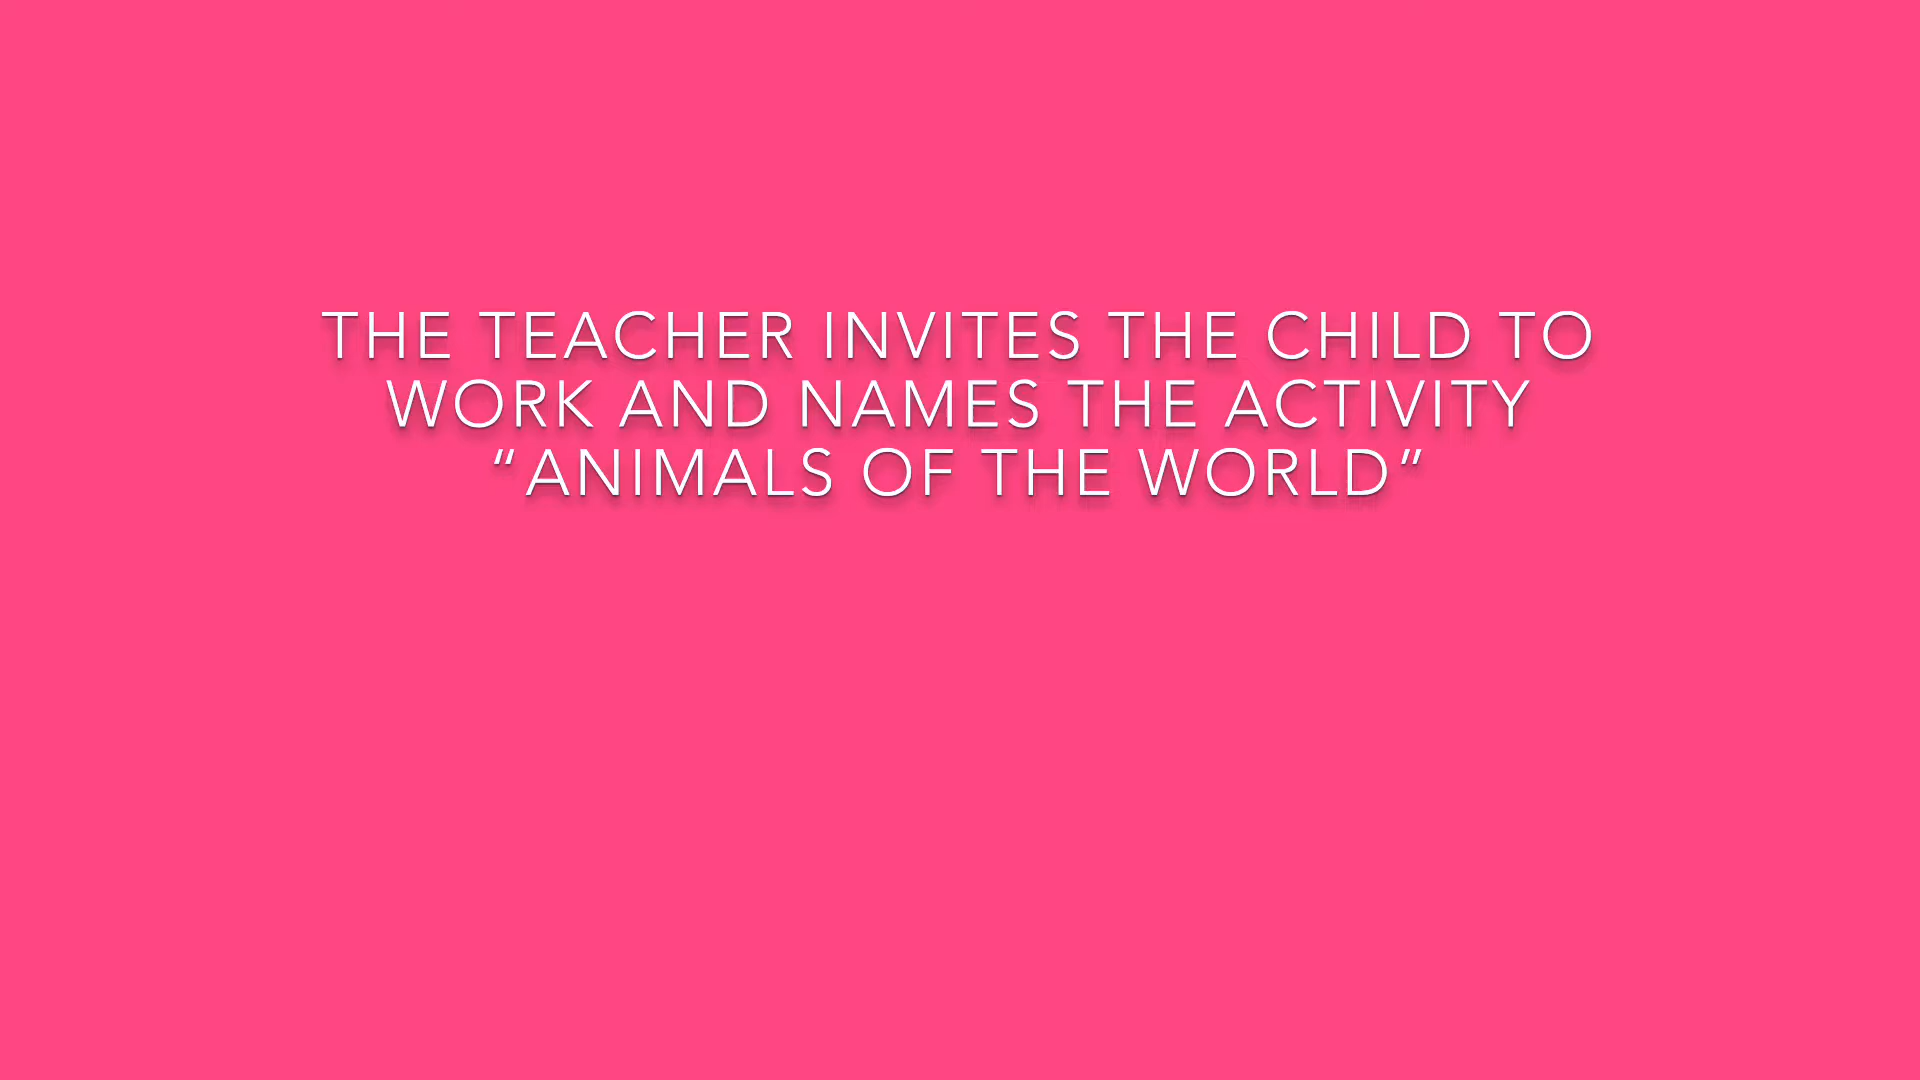 THE TEACHER INVITES THE CHILD TO
WORK AND NAMES THE ACTIVITY
“ANIMALS OF THE WORLD”